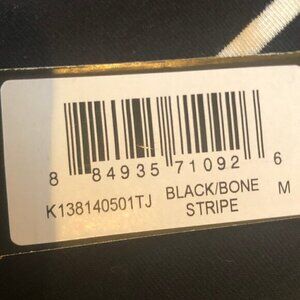 8 84935 71092 6
K138140501TJ BLACK/BONE M
STRIPE